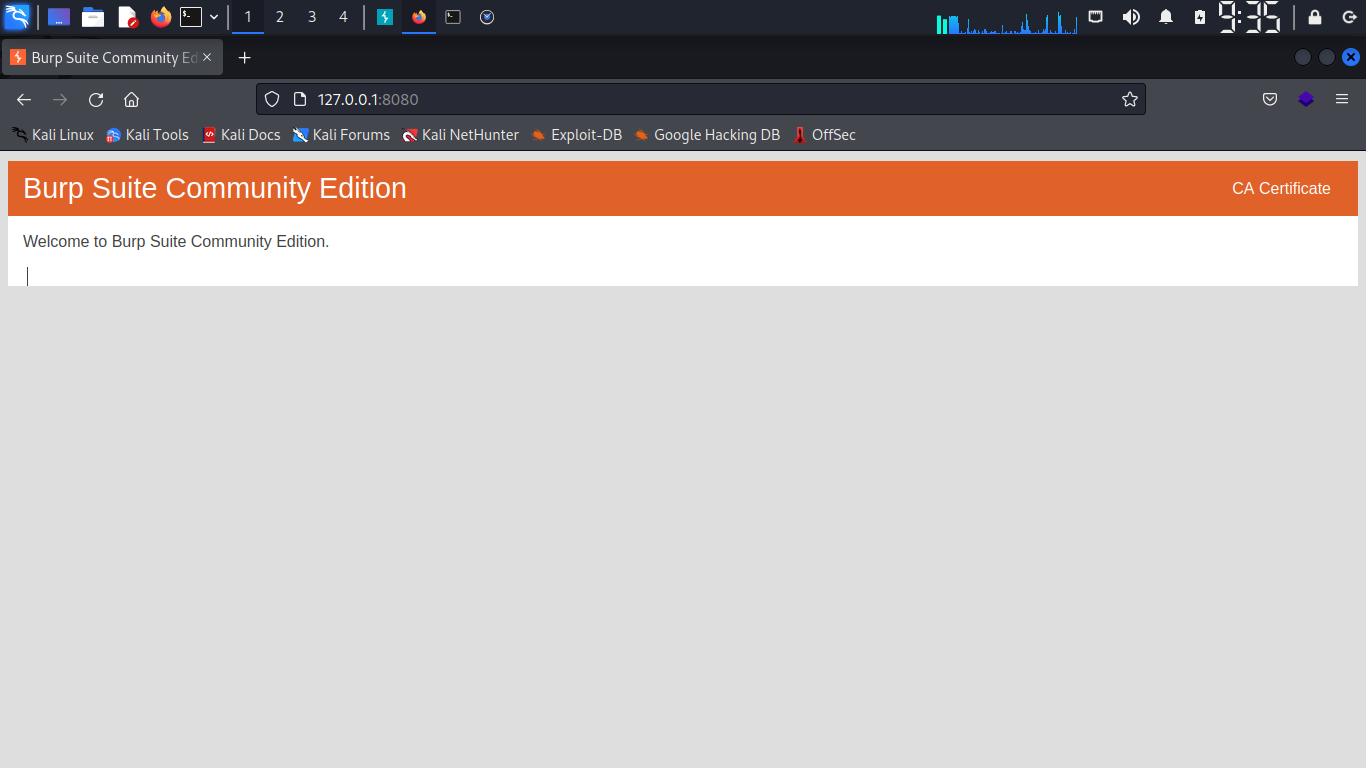 1 2 3 4 9:35
Burp Suite Community Ed
127.0.0.1:8080
Kali Linux Kali Tools Kali Docs Kali Forums Kali NetHunter Exploit-DB Google Hacking DB OffSec
Burp Suite Community Edition CA Certificate
Welcome to Burp Suite Community Edition.